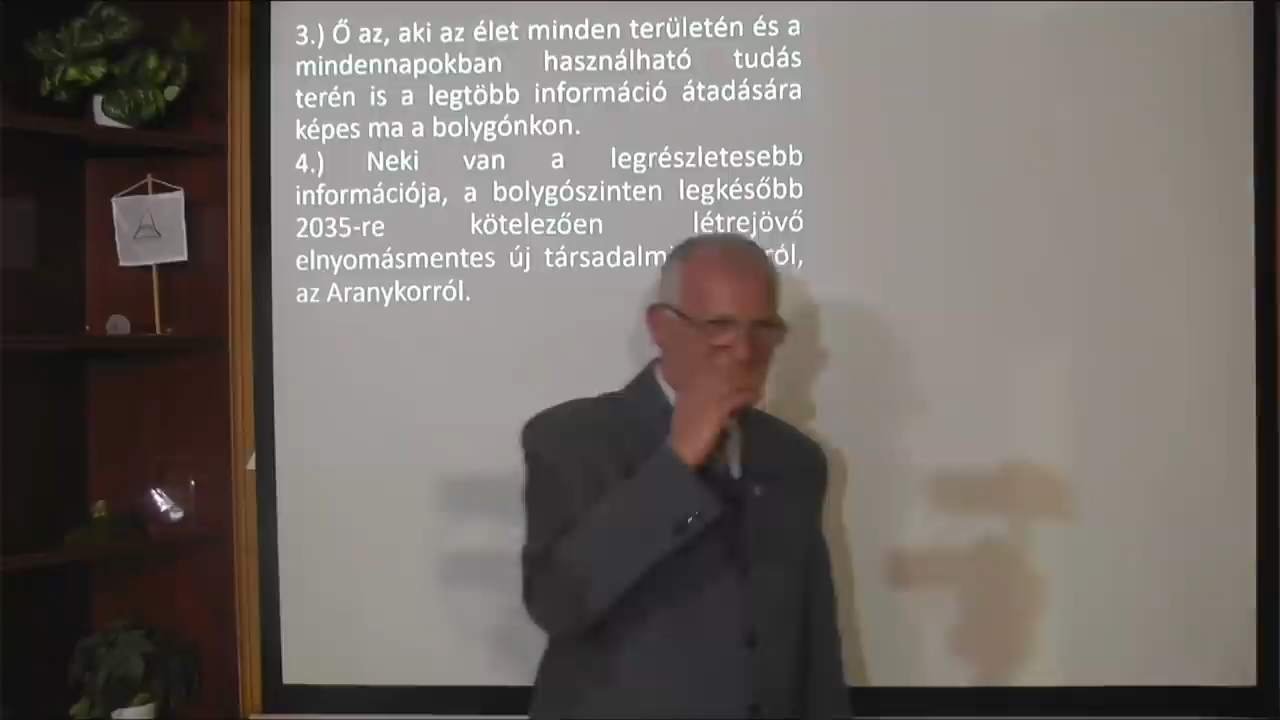 3.) Ő az, aki az élet minden területén és a
mindennapokban használható tudás
terén is a legtöbb információ átadására
képes ma a bolygónkon.
4.) Neki van a legrészletesebb
információja, a bolygószinten legkésőbb
2035-re kötelezően létrejövő
elnyomásmentes új
az Aranykorról.